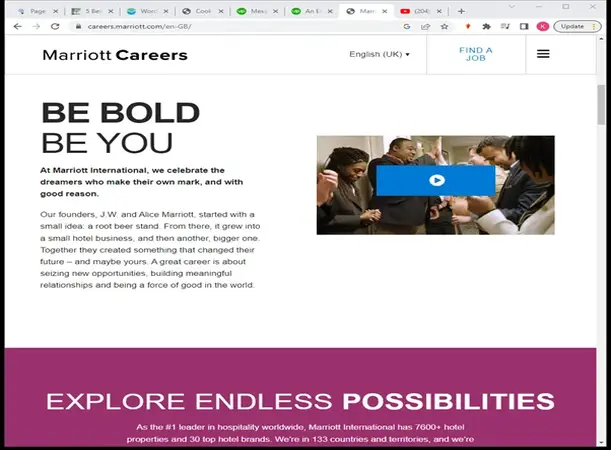 Page
5 Be
Word
Cook
Mes
An E
Marri
(204)
careers.marriott.com/en-GB/
K
Update
Marriott Careers
English (UK)
FIND A
JOB
BE BOLD
BE YOU
At Marriott International, we celebrate the
dreamers who make their own mark, and with
good reason.
Our founders, J.W. and Alice Marriott, started with a
small idea: a root beer stand. From there, it grew into
a small hotel business, and then another, bigger one.
Together they created something that changed their
future – and maybe yours. A great career is about
seizing new opportunities, building meaningful
relationships and being a force of good in the world.
EXPLORE ENDLESS POSSIBILITIES
As the #1 leader in hospitality worldwide, Marriott International has 7600+ hotel
properties and 30 top hotel brands. We're in 133 countries and territories, and we're